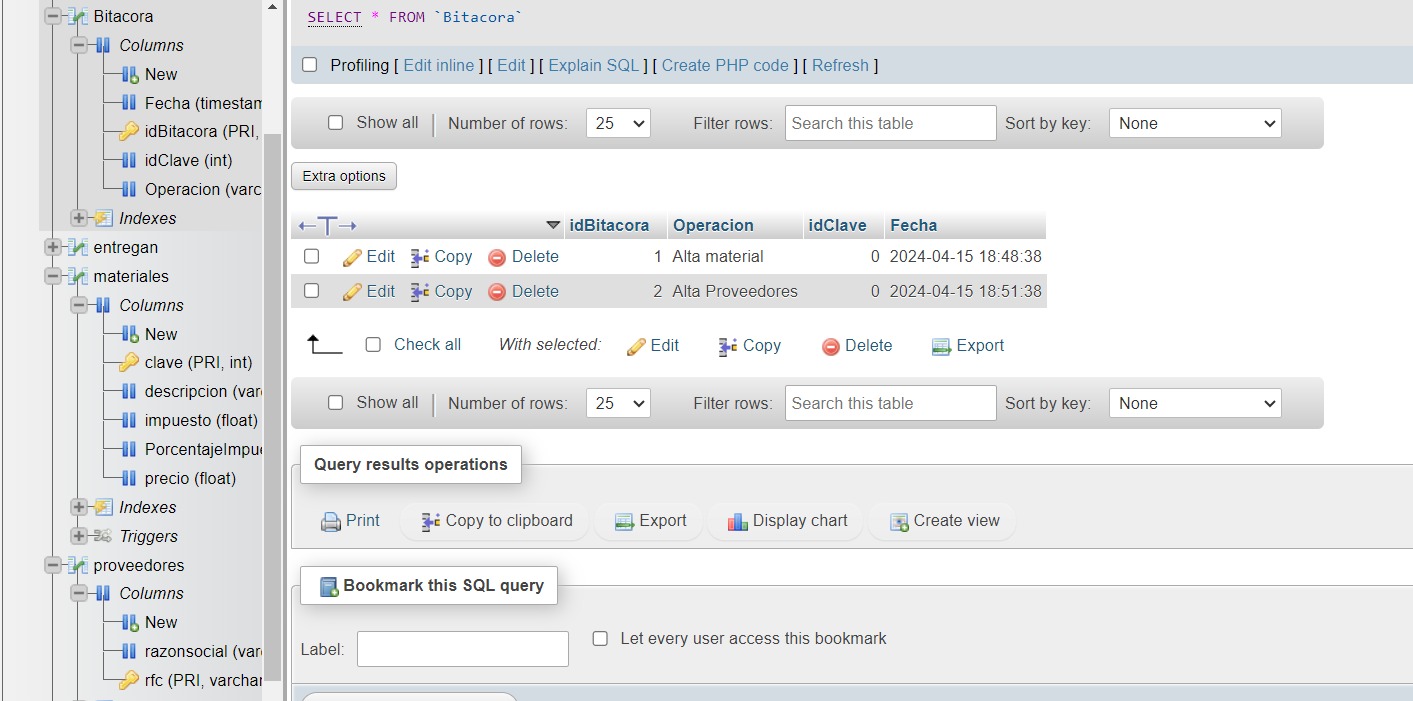 Bitacora
Columns
New
Fecha (timestam
idBitacora (PRI,
idClave (int)
Operacion (varc
Indexes
entregan
materiales
Columns
New
clave (PRI, int)
descripcion (var
impuesto (float)
PorcentajeImpue
precio (float)
Indexes
Triggers
proveedores
Columns
New
razonsocial (var
rfc (PRI, varchar
SELECT * FROM `Bitacora`
Profiling [ Edit inline ] [ Edit ] [ Explain SQL ] [ Create PHP code ] [ Refresh ]
Show all | Number of rows: 25 Filter rows: Search this table Sort by key: None
Extra options
idBitacora Operacion idClave Fecha
Edit Copy Delete 1 Alta material 0 2024-04-15 18:48:38
Edit Copy Delete 2 Alta Proveedores 0 2024-04-15 18:51:38
Check all With selected: Edit Copy Delete Export
Show all | Number of rows: 25 Filter rows: Search this table Sort by key: None
Query results operations
Print Copy to clipboard Export Display chart Create view
Bookmark this SQL query
Label: Let every user access this bookmark